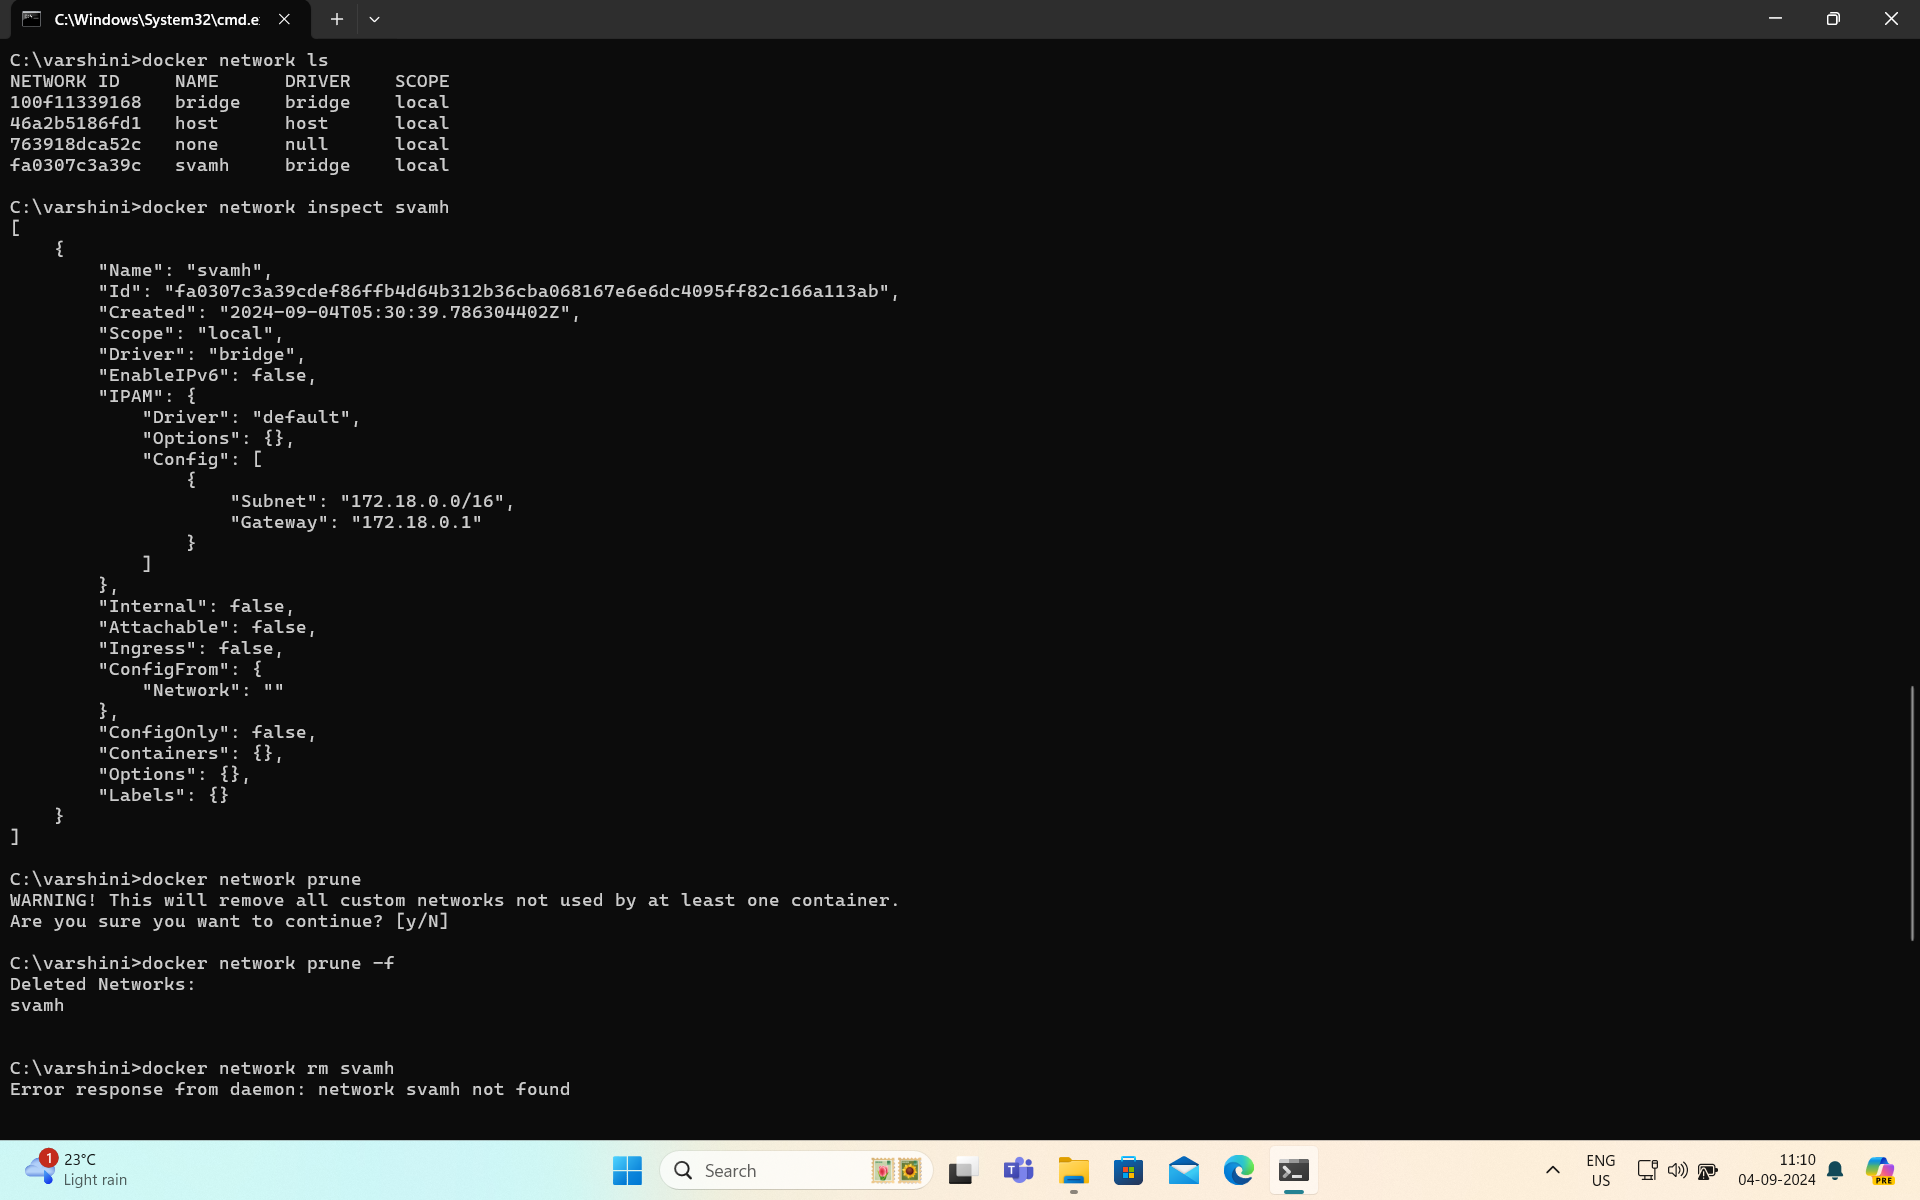 C:\Windows\System32\cmd.e
C:\varshini>docker network ls
NETWORK ID     NAME      DRIVER    SCOPE
100f11339168   bridge    bridge    local
46a2b5186fd1   host      host      local
763918dca52c   none      null      local
fa0307c3a39c   svamh     bridge    local
C:\varshini>docker network inspect svamh
[
    {
        "Name": "svamh",
        "Id": "fa0307c3a39cdef86ffb4d64b312b36cba068167e6e6dc4095ff82c166a113ab",
        "Created": "2024-09-04T05:30:39.786304402Z",
        "Scope": "local",
        "Driver": "bridge",
        "EnableIPv6": false,
        "IPAM": {
            "Driver": "default",
            "Options": {},
            "Config": [
                {
                    "Subnet": "172.18.0.0/16",
                    "Gateway": "172.18.0.1"
                }
            ]
        },
        "Internal": false,
        "Attachable": false,
        "Ingress": false,
        "ConfigFrom": {
            "Network": ""
        },
        "ConfigOnly": false,
        "Containers": {},
        "Options": {},
        "Labels": {}
    }
]
C:\varshini>docker network prune
WARNING! This will remove all custom networks not used by at least one container.
Are you sure you want to continue? [y/N]
C:\varshini>docker network prune -f
Deleted Networks:
svamh
C:\varshini>docker network rm svamh
Error response from daemon: network svamh not found
1
23°C
Light rain
Search
ENG
US
11:10
04-09-2024
PRE